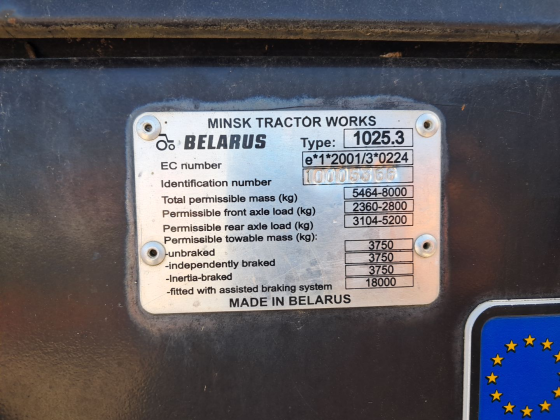 MINSK TRACTOR WORKS
BELARUS Type: 1025.3
EC number e*1*2001/3*0224
Identification number
Total permissible mass (kg) 5464-8000
Permissible front axle load (kg) 2360-2800
Permissible rear axle load (kg) 3104-5200
Permissible towable mass (kg):
-unbraked 3750
-independently braked 3750
-Inertia-braked 3750
-fitted with assisted braking system 18000
MADE IN BELARUS